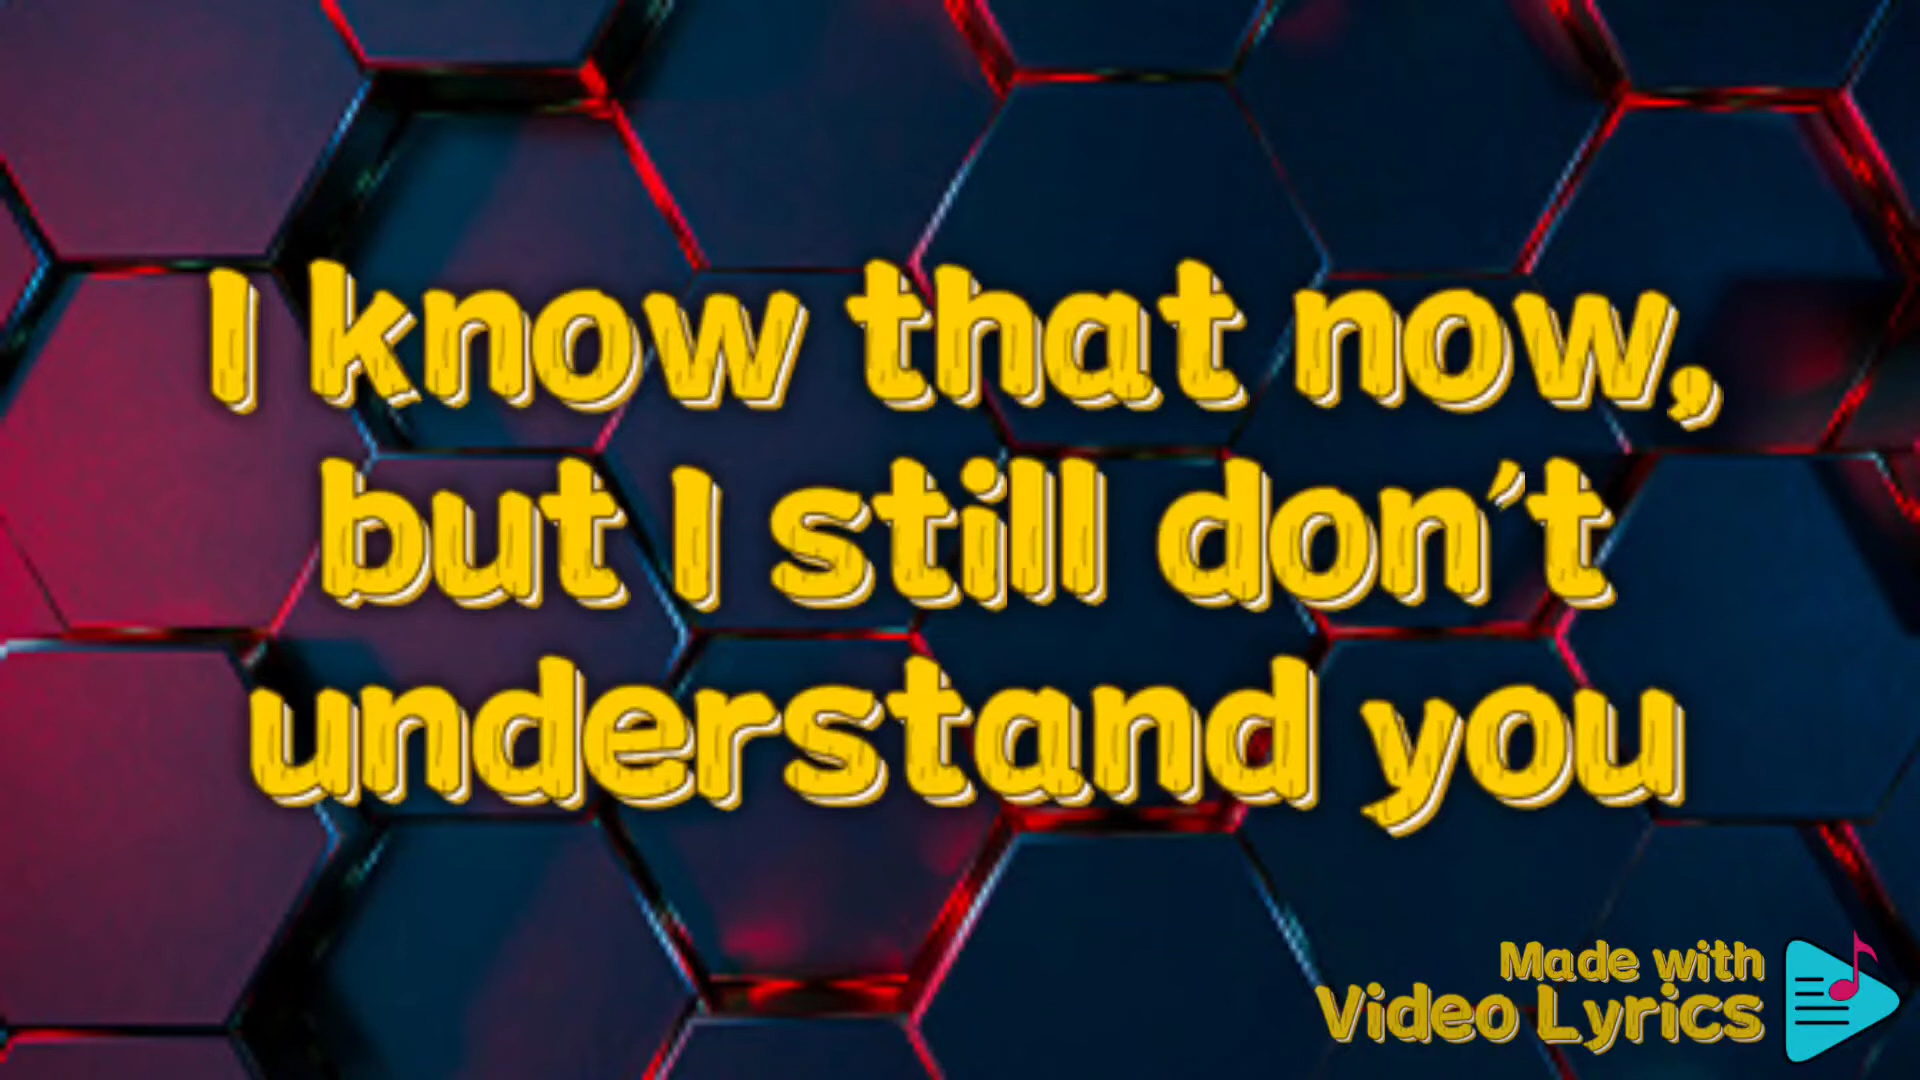 I know that now,
but I still don't
understand you
Made with
Video Lyrics